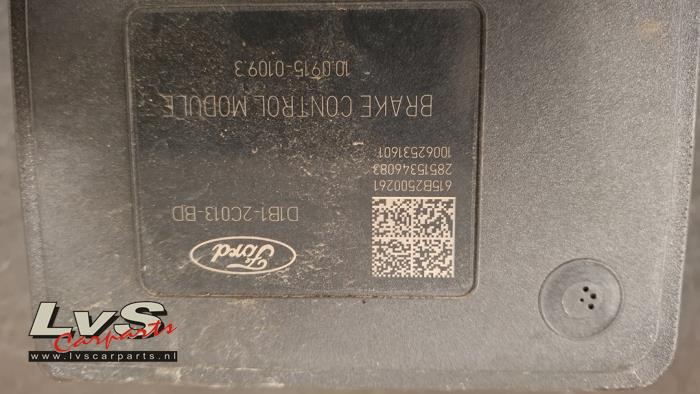 Ford
D1B1-2C013-BD
615B2500261
28515346083
10062531601
BRAKE CONTROL MODULE
10.0915-0109.3
LvS
Carparts
www.lvscarparts.nl